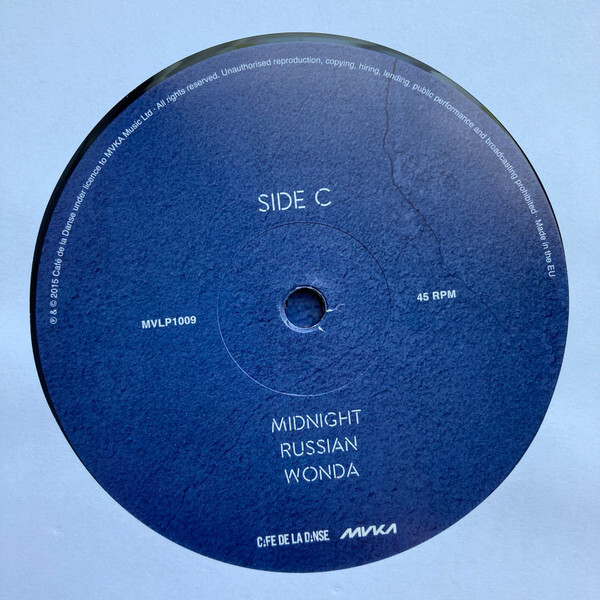 ℗ & © 2015 Café de la Danse under licence to MVKA Music Ltd. All rights reserved. Unauthorised reproduction, copying, hiring, lending, public performance and broadcasting prohibited. Made in the EU
SIDE C
MVLP1009
45 RPM
MIDNIGHT
RUSSIAN
WONDA
CAFE DE LA DANSE MVKA